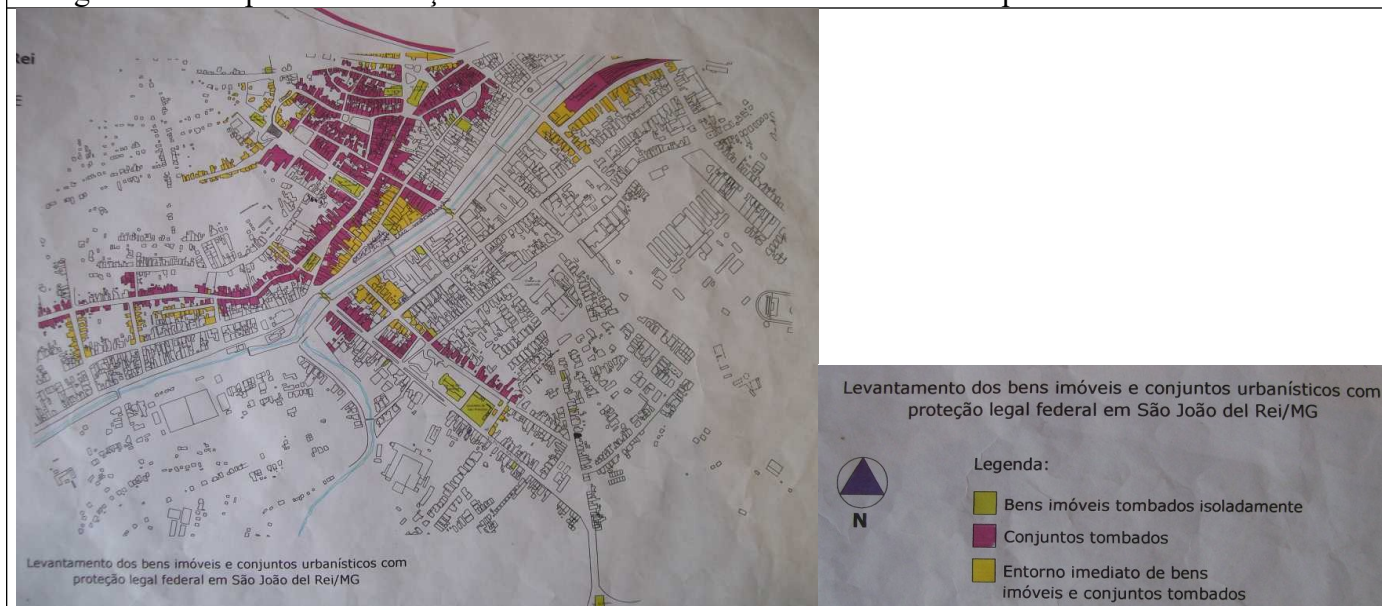 Rei
Levantamento dos bens imóveis e conjuntos urbanísticos com
proteção legal federal em São João del Rei/MG
Levantamento dos bens imóveis e conjuntos urbanísticos com
proteção legal federal em São João del Rei/MG
Legenda:
N
Bens imóveis tombados isoladamente
Conjuntos tombados
Entorno imediato de bens
imóveis e conjuntos tombados